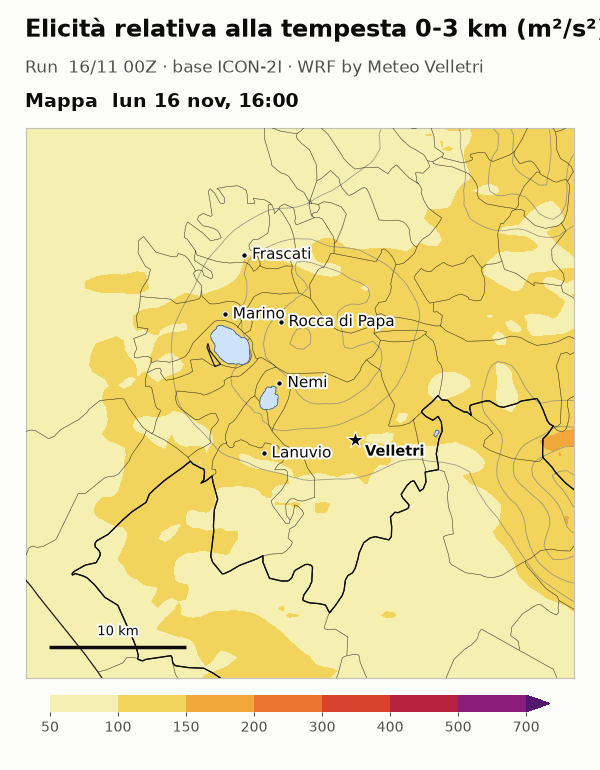 Elicità relativa alla tempesta 0-3 km (m²/s²)
Run  16/11 00Z · base ICON-2I · WRF by Meteo Velletri
Mappa  lun 16 nov, 16:00
Frascati
Marino
Rocca di Papa
Nemi
Lanuvio
Velletri
10 km
50 100 150 200 300 400 500 700